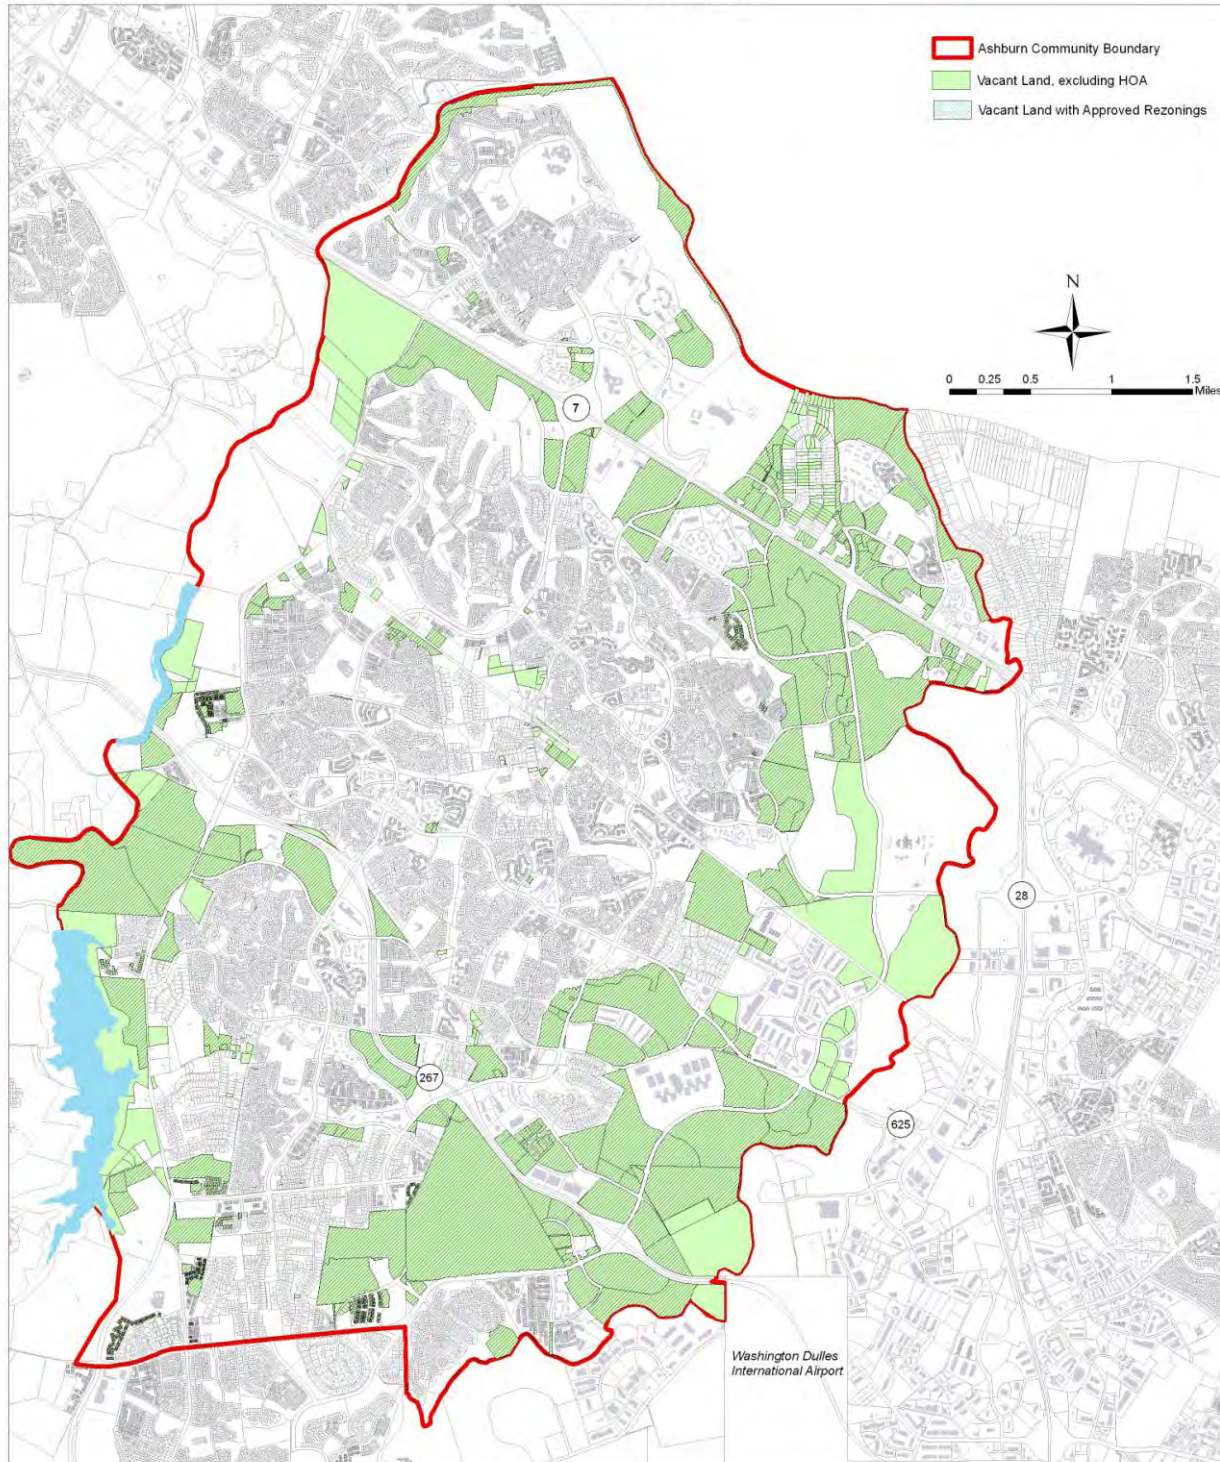 Ashburn Community Boundary
Vacant Land, excluding HOA
Vacant Land with Approved Rezonings
N
0 0.25 0.5 1 1.5
Miles
7
28
267
625
Washington Dulles
International Airport